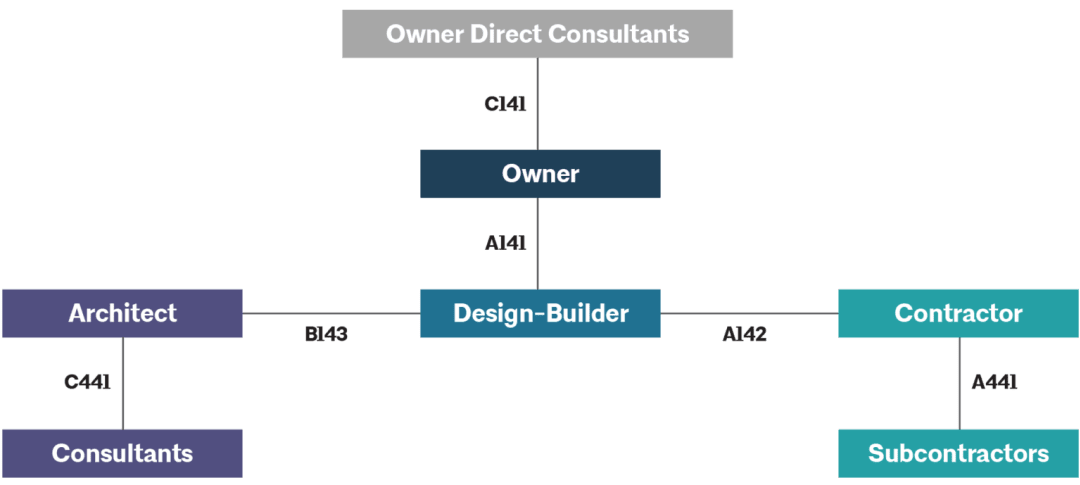 Owner Direct Consultants
C141
Owner
A141
Architect
Design-Builder
Contractor
B143
A142
C441
A441
Consultants
Subcontractors